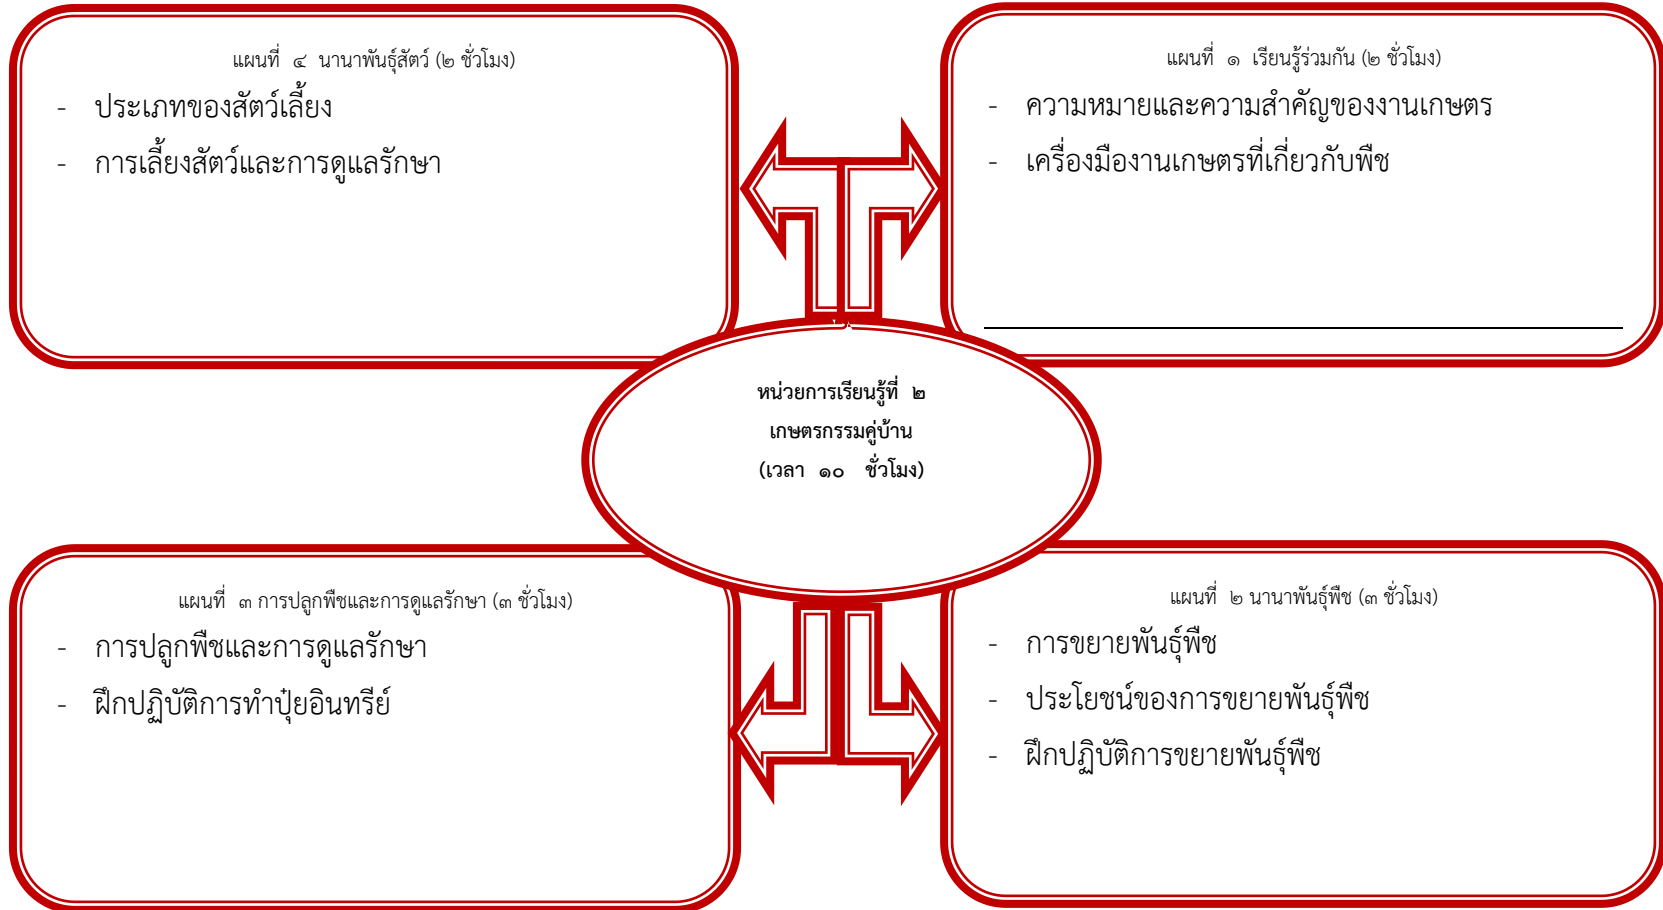 แผนที่ ๔ นานาพันธุ์สัตว์ (๒ ชั่วโมง)
- ประเภทของสัตว์เลี้ยง
- การเลี้ยงสัตว์และการดูแลรักษา
แผนที่ ๑ เรียนรู้ร่วมกัน (๒ ชั่วโมง)
- ความหมายและความสำคัญของงานเกษตร
- เครื่องมืองานเกษตรที่เกี่ยวกับพืช
หน่วยการเรียนรู้ที่ ๒
เกษตรกรรมคู่บ้าน
(เวลา ๑๐ ชั่วโมง)
แผนที่ ๓ การปลูกพืชและการดูแลรักษา (๓ ชั่วโมง)
- การปลูกพืชและการดูแลรักษา
- ฝึกปฏิบัติการทำปุ๋ยอินทรีย์
แผนที่ ๒ นานาพันธุ์พืช (๓ ชั่วโมง)
- การขยายพันธุ์พืช
- ประโยชน์ของการขยายพันธุ์พืช
- ฝึกปฏิบัติการขยายพันธุ์พืช